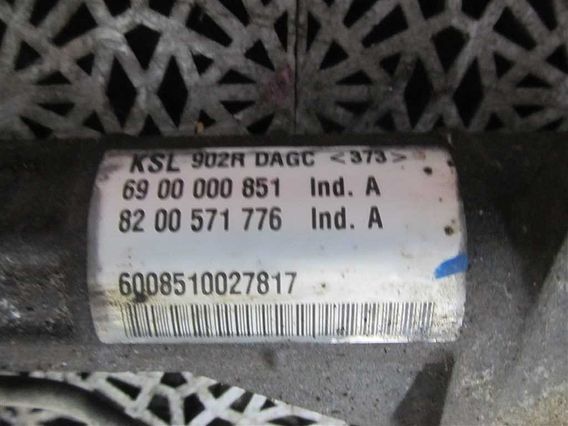 KSL 902R DAGC <373>
69 00 000 851 Ind. A
82 00 571 776 Ind. A
6008510027817